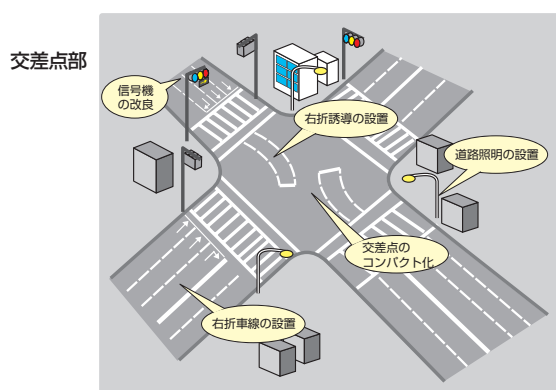 交差点部
信号機
の改良
右折誘導の設置
道路照明の設置
交差点の
コンパクト化
右折車線の設置